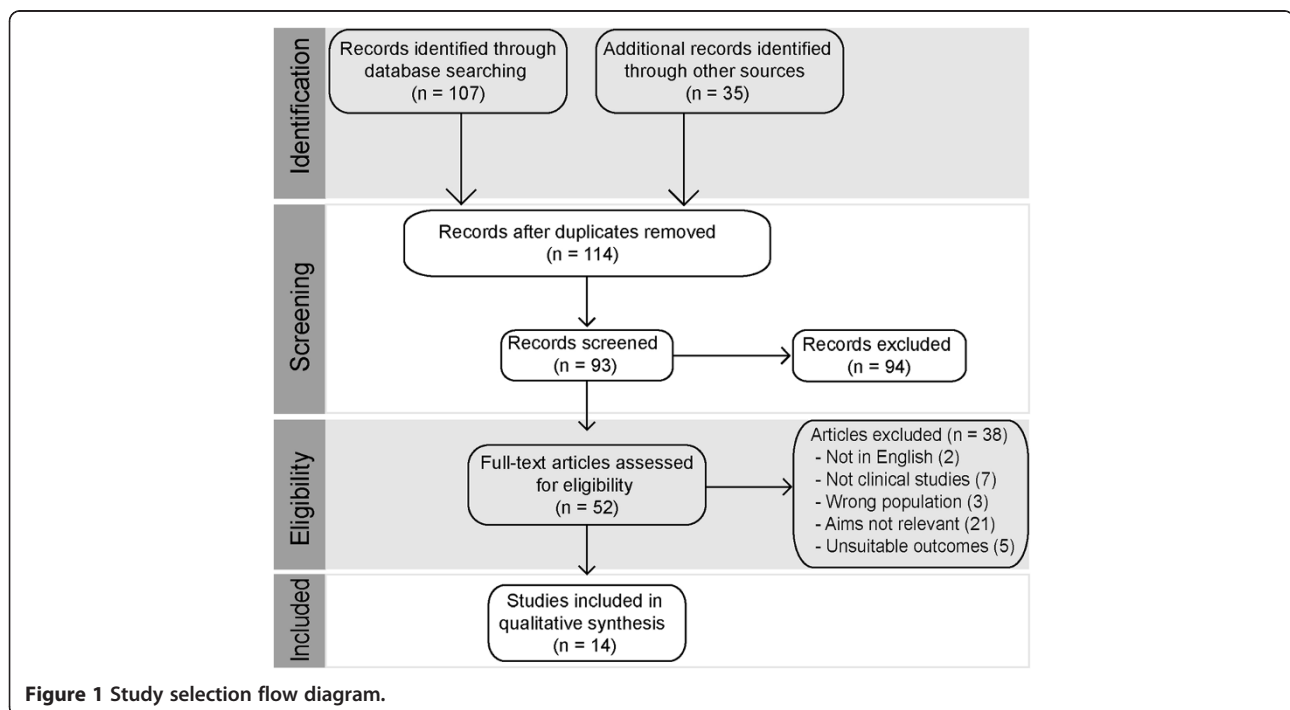 Identification
Records identified through
database searching
(n = 107)
Additional records identified
through other sources
(n = 35)
Screening
Records after duplicates removed
(n = 114)
Records screened
(n = 93)
Records excluded
(n = 94)
Eligibility
Full-text articles assessed
for eligibility
(n = 52)
Articles excluded (n = 38)
- Not in English (2)
- Not clinical studies (7)
- Wrong population (3)
- Aims not relevant (21)
- Unsuitable outcomes (5)
Included
Studies included in
qualitative synthesis
(n = 14)
Figure 1 Study selection flow diagram.